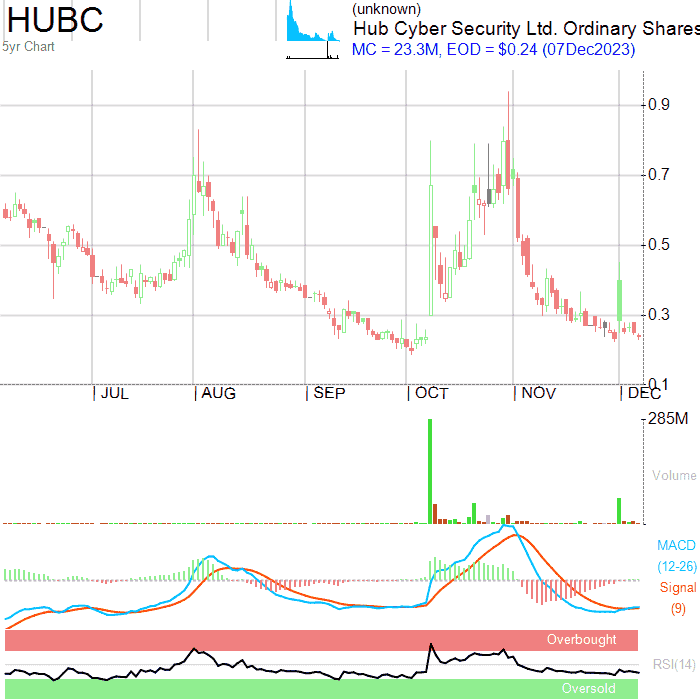 HUBC
5yr Chart
(unknown)
Hub Cyber Security Ltd. Ordinary Shares
MC = 23.3M, EOD = $0.24 (07Dec2023)
0.9
0.7
0.5
0.3
0.1
JUL AUG SEP OCT NOV DEC
285M
Volume
MACD
(12-26)
Signal
(9)
Overbought
RSI(14)
Oversold